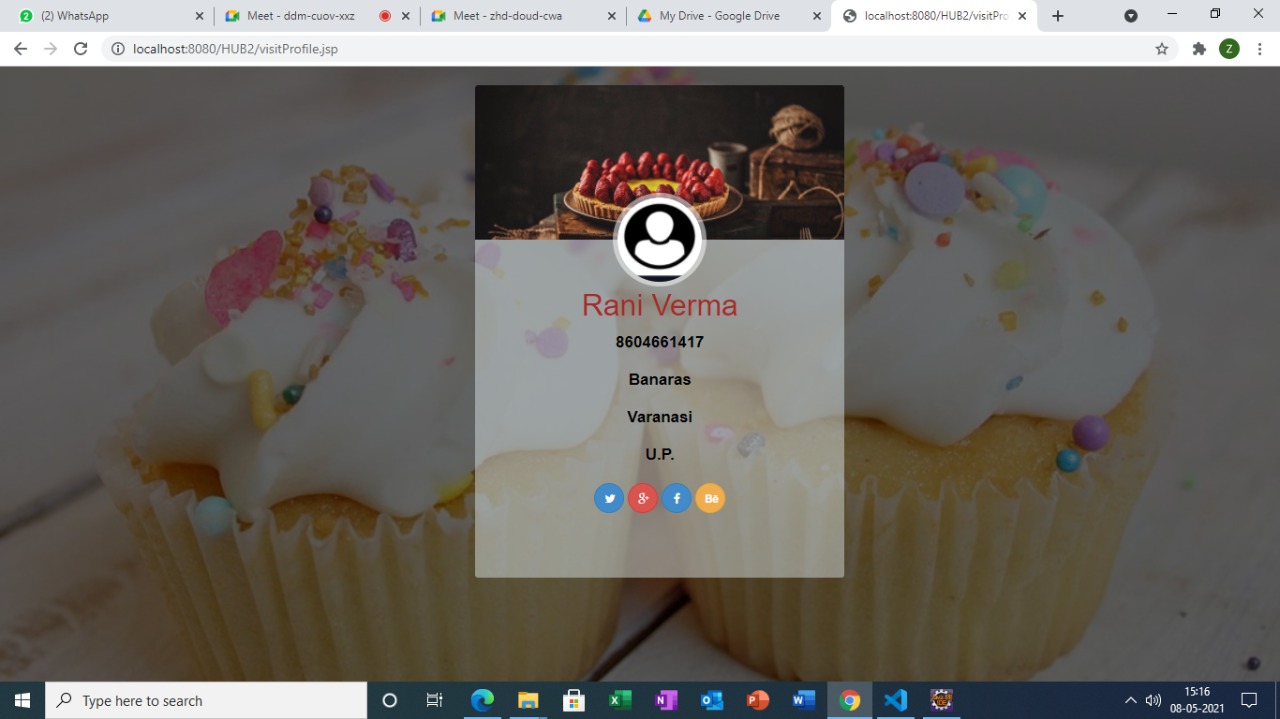 (2) WhatsApp
Meet - ddm-cuov-xxz
Meet - zhd-doud-cwa
My Drive - Google Drive
localhost:8080/HUB2/visitPro
localhost:8080/HUB2/visitProfile.jsp
Z
Rani Verma
8604661417
Banaras
Varanasi
U.P.
Type here to search
15:16
08-05-2021